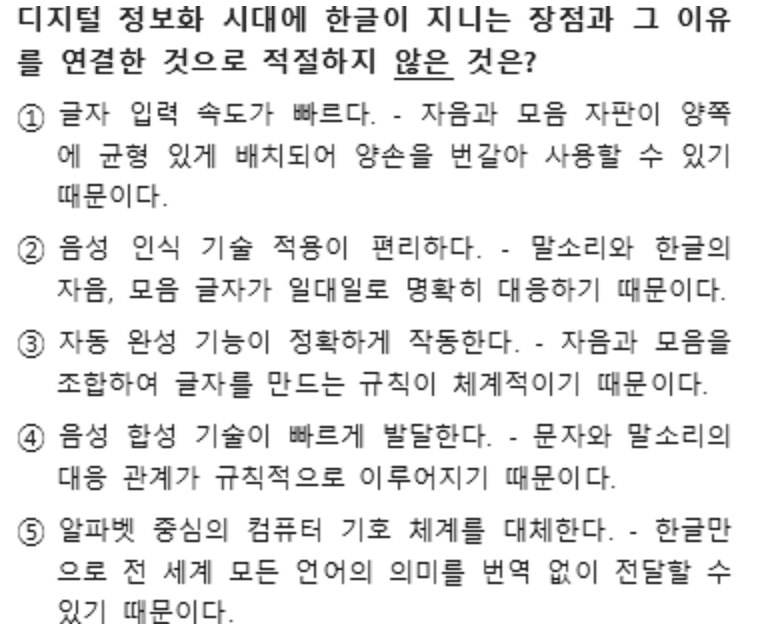 디지털 정보화 시대에 한글이 지니는 장점과 그 이유
를 연결한 것으로 적절하지 않은 것은?
① 글자 입력 속도가 빠르다. - 자음과 모음 자판이 양쪽
에 균형 있게 배치되어 양손을 번갈아 사용할 수 있기
때문이다.
② 음성 인식 기술 적용이 편리하다. - 말소리와 한글의
자음, 모음 글자가 일대일로 명확히 대응하기 때문이다.
③ 자동 완성 기능이 정확하게 작동한다. - 자음과 모음을
조합하여 글자를 만드는 규칙이 체계적이기 때문이다.
④ 음성 합성 기술이 빠르게 발달한다. - 문자와 말소리의
대응 관계가 규칙적으로 이루어지기 때문이다.
⑤ 알파벳 중심의 컴퓨터 기호 체계를 대체한다. - 한글만
으로 전 세계 모든 언어의 의미를 번역 없이 전달할 수
있기 때문이다.